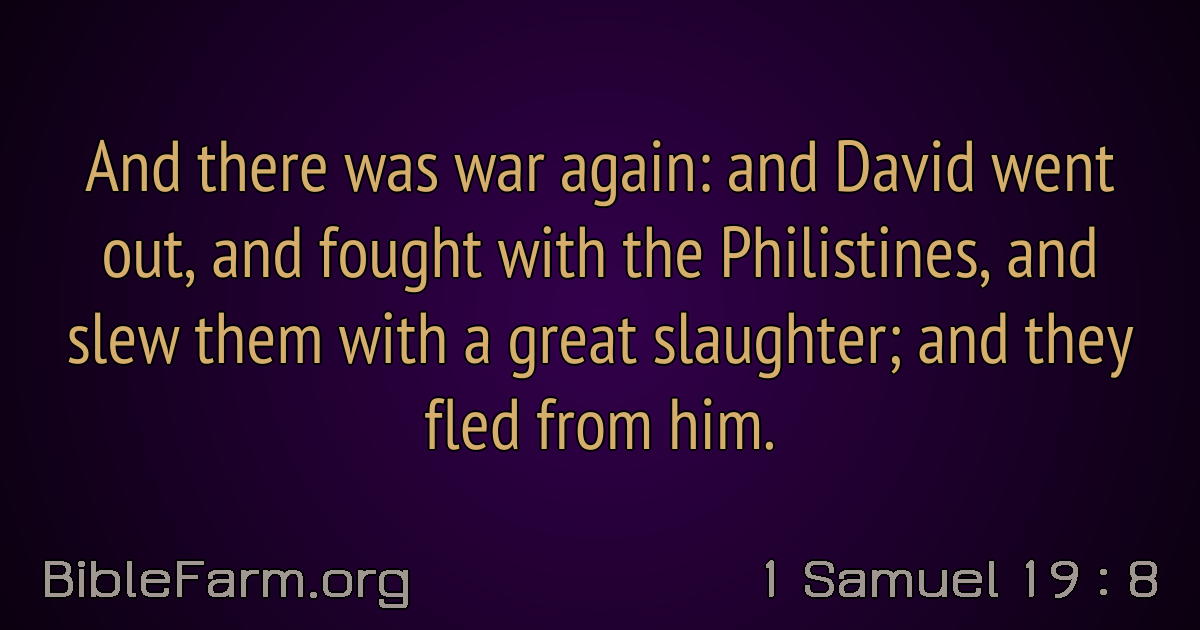 And there was war again: and David went
out, and fought with the Philistines, and
slew them with a great slaughter; and they
fled from him.
BibleFarm.org
1 Samuel 19 : 8